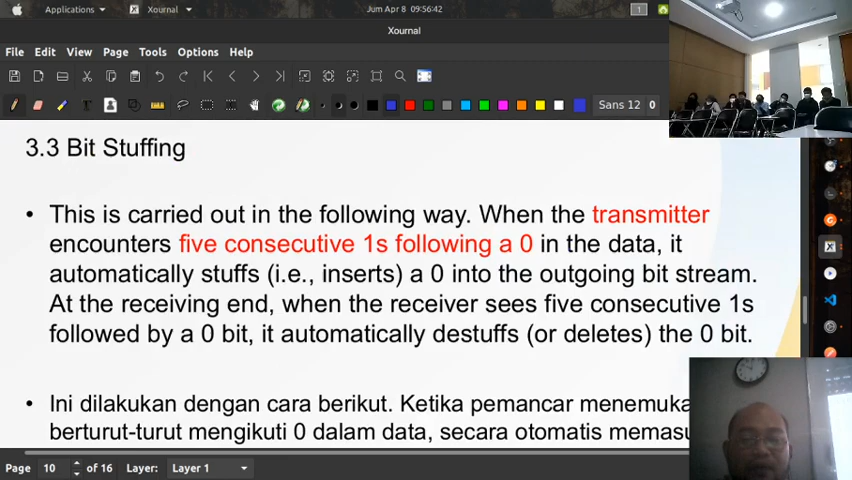 Applications
Xournal
Jum Apr 8 09:56:42
1
Xournal
File Edit View Page Tools Options Help
Sans 12 0
3.3 Bit Stuffing
• This is carried out in the following way. When the transmitter
encounters five consecutive 1s following a 0 in the data, it
automatically stuffs (i.e., inserts) a 0 into the outgoing bit stream.
At the receiving end, when the receiver sees five consecutive 1s
followed by a 0 bit, it automatically destuffs (or deletes) the 0 bit.
• Ini dilakukan dengan cara berikut. Ketika pemancar menemuka
berturut-turut mengikuti 0 dalam data, secara otomatis memasu
Page 10 of 16 Layer: Layer 1